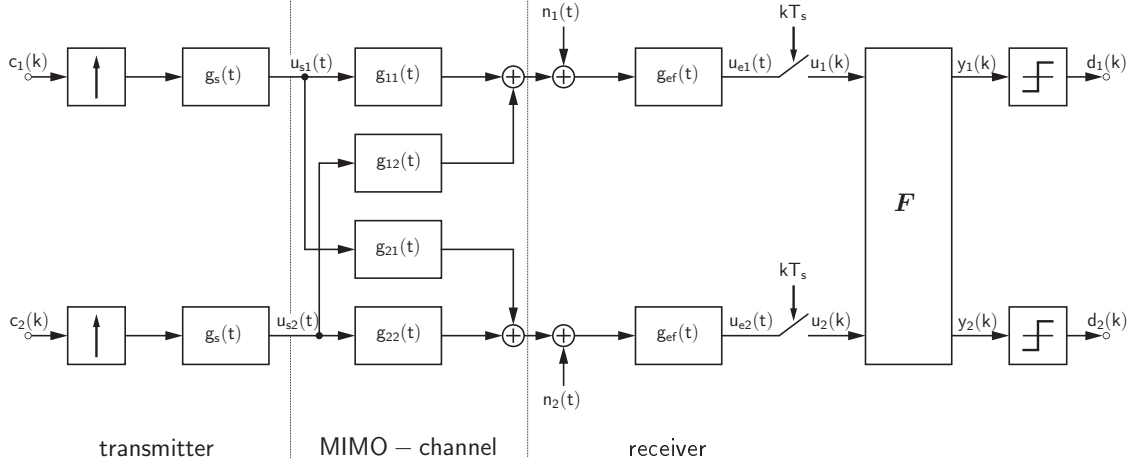 n₁(t) kTₛ
c₁(k) gₛ(t) uₛ₁(t) g₁₁(t) g_ef(t) u_e1(t) u₁(k) y₁(k) d₁(k)
g₁₂(t)
F
g₂₁(t)
kTₛ
c₂(k) gₛ(t) uₛ₂(t) g₂₂(t) g_ef(t) u_e2(t) u₂(k) y₂(k) d₂(k)
n₂(t)
transmitter MIMO – channel receiver